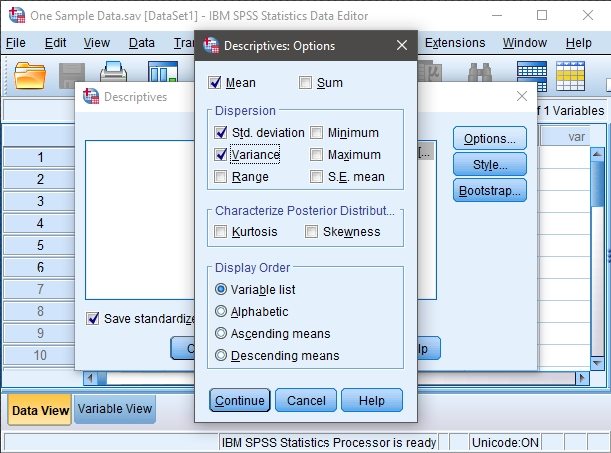 One Sample Data.sav [DataSet1] - IBM SPSS Statistics Data Editor
File Edit View Data Tran Extensions Window Help
Descriptives: Options
Mean Sum
Descriptives
of 1 Variables
Dispersion
Std. deviation Minimum
Variance Maximum
Range S.E. mean
[...
Options...
Style...
Bootstrap...
var
1
2
3
4
5
6
7
8
9
10
Characterize Posterior Distribut...
Kurtosis Skewness
Display Order
Variable list
Alphabetic
Ascending means
Descending means
Save standardize
lp
Continue Cancel Help
Data View Variable View
IBM SPSS Statistics Processor is ready Unicode:ON